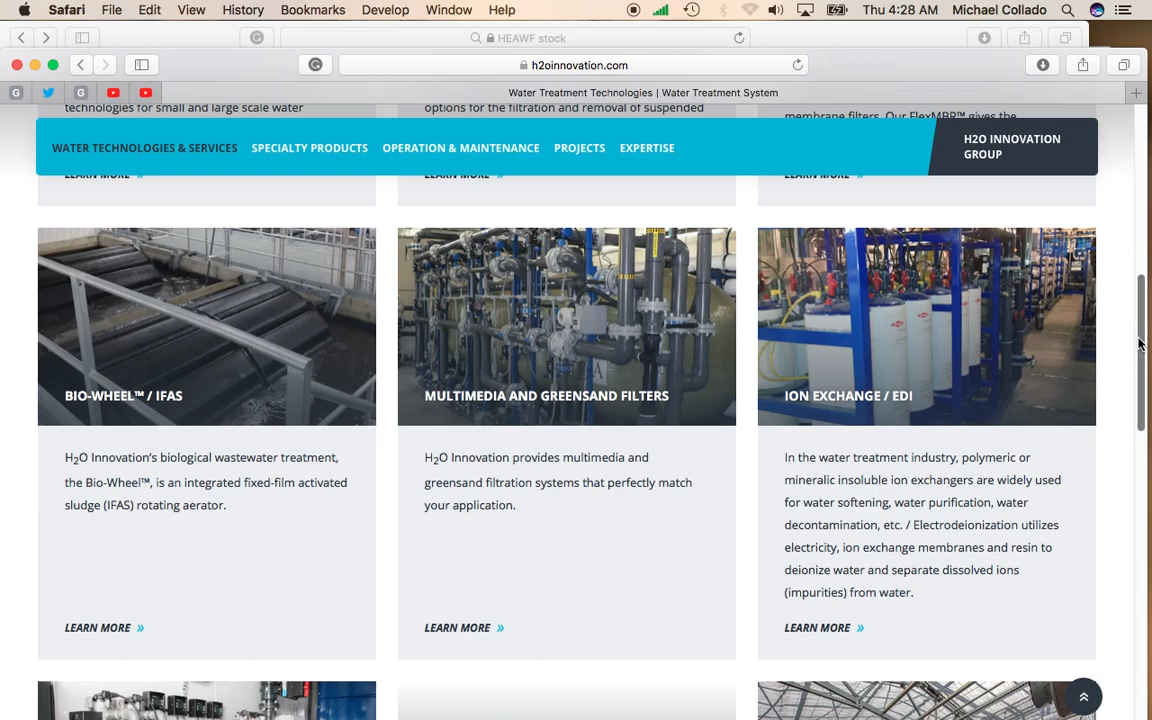 Safari File Edit View History Bookmarks Develop Window Help Thu 4:28 AM Michael Collado
HEAWF stock
h2oinnovation.com
Water Treatment Technologies | Water Treatment System
technologies for small and large scale water
options for the filtration and removal of suspended
membrane filters. Our FlexMBR™ gives the
WATER TECHNOLOGIES & SERVICES SPECIALTY PRODUCTS OPERATION & MAINTENANCE PROJECTS EXPERTISE
H2O INNOVATION
GROUP
LEARN MORE » LEARN MORE » LEARN MORE »
BIO-WHEEL™ / IFAS
H2O Innovation's biological wastewater treatment,
the Bio-Wheel™, is an integrated fixed-film activated
sludge (IFAS) rotating aerator.
LEARN MORE »
MULTIMEDIA AND GREENSAND FILTERS
H2O Innovation provides multimedia and
greensand filtration systems that perfectly match
your application.
LEARN MORE »
ION EXCHANGE / EDI
In the water treatment industry, polymeric or
mineralic insoluble ion exchangers are widely used
for water softening, water purification, water
decontamination, etc. / Electrodeionization utilizes
electricity, ion exchange membranes and resin to
deionize water and separate dissolved ions
(impurities) from water.
LEARN MORE »